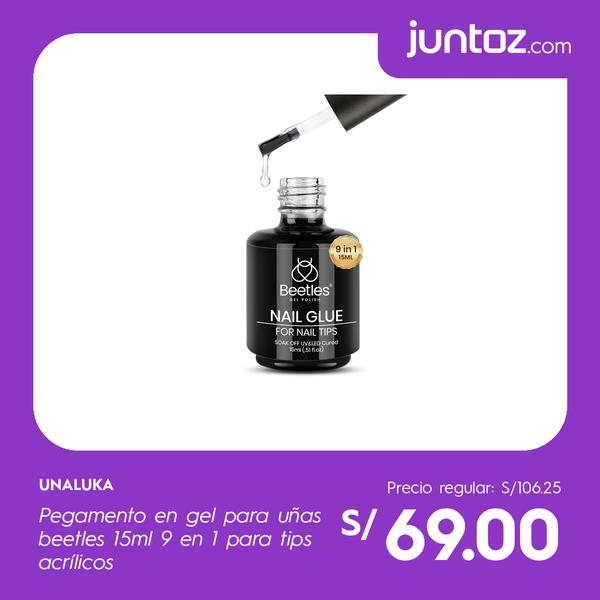 juntoz.com
9 in 1
15ML
Beetles®
GEL POLISH
NAIL GLUE
FOR NAIL TIPS
SOAK OFF UV&LED Cured
15ml (.51 fl.oz)
UNALUKA
Pegamento en gel para uñas
beetles 15ml 9 en 1 para tips
acrílicos
Precio regular: S/106.25
S/69.00